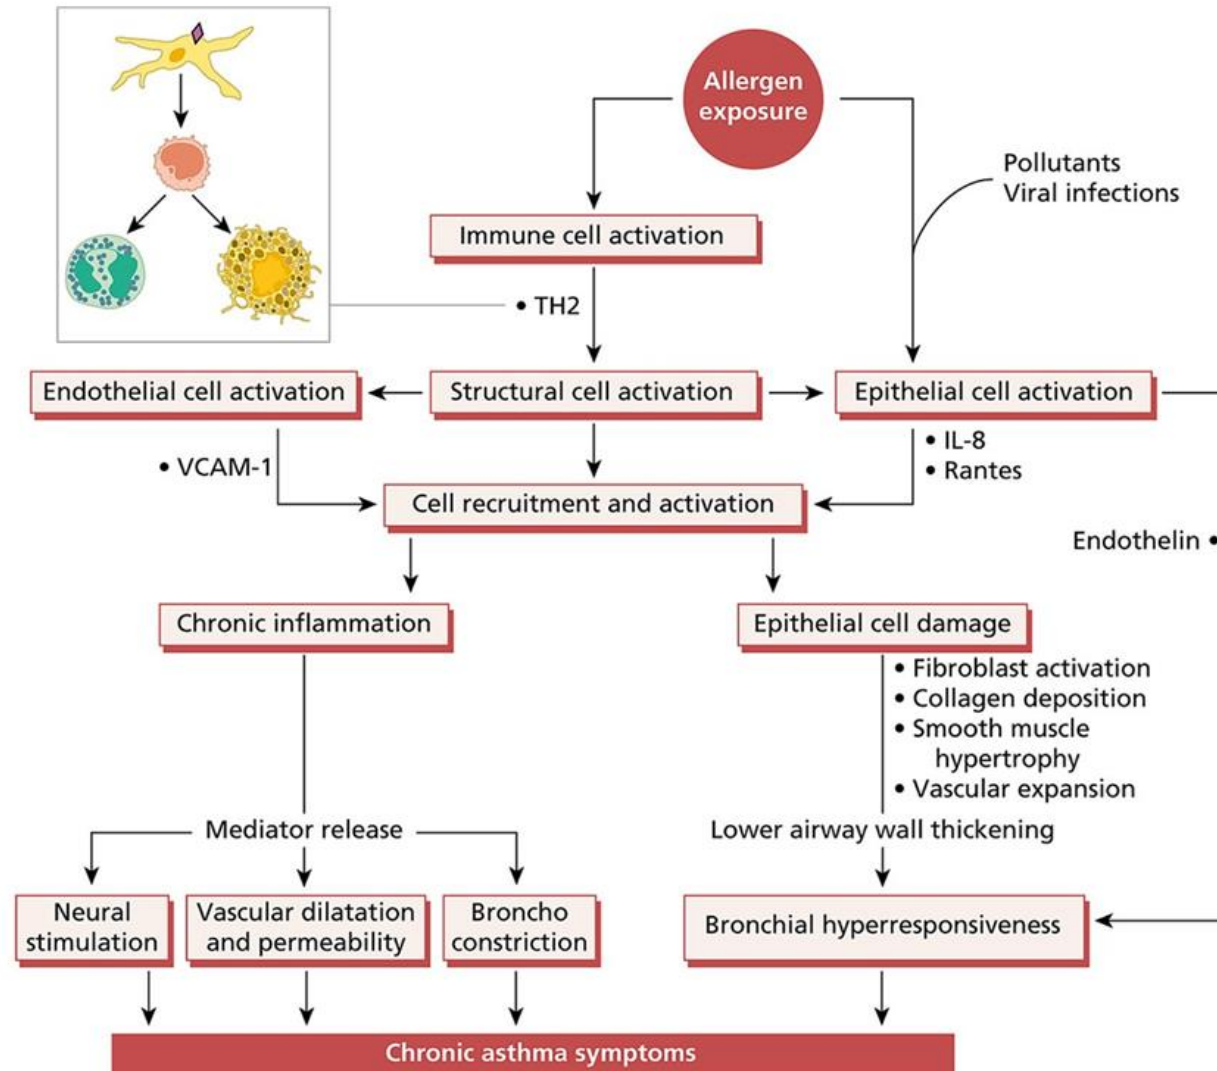 Allergen
exposure
Pollutants
Viral infections
Immune cell activation
• TH2
Endothelial cell activation
Structural cell activation
Epithelial cell activation
• VCAM-1
• IL-8
• Rantes
Cell recruitment and activation
Endothelin •
Chronic inflammation
Epithelial cell damage
• Fibroblast activation
• Collagen deposition
• Smooth muscle
hypertrophy
• Vascular expansion
Mediator release
Lower airway wall thickening
Neural
stimulation
Vascular dilatation
and permeability
Broncho
constriction
Bronchial hyperresponsiveness
Chronic asthma symptoms